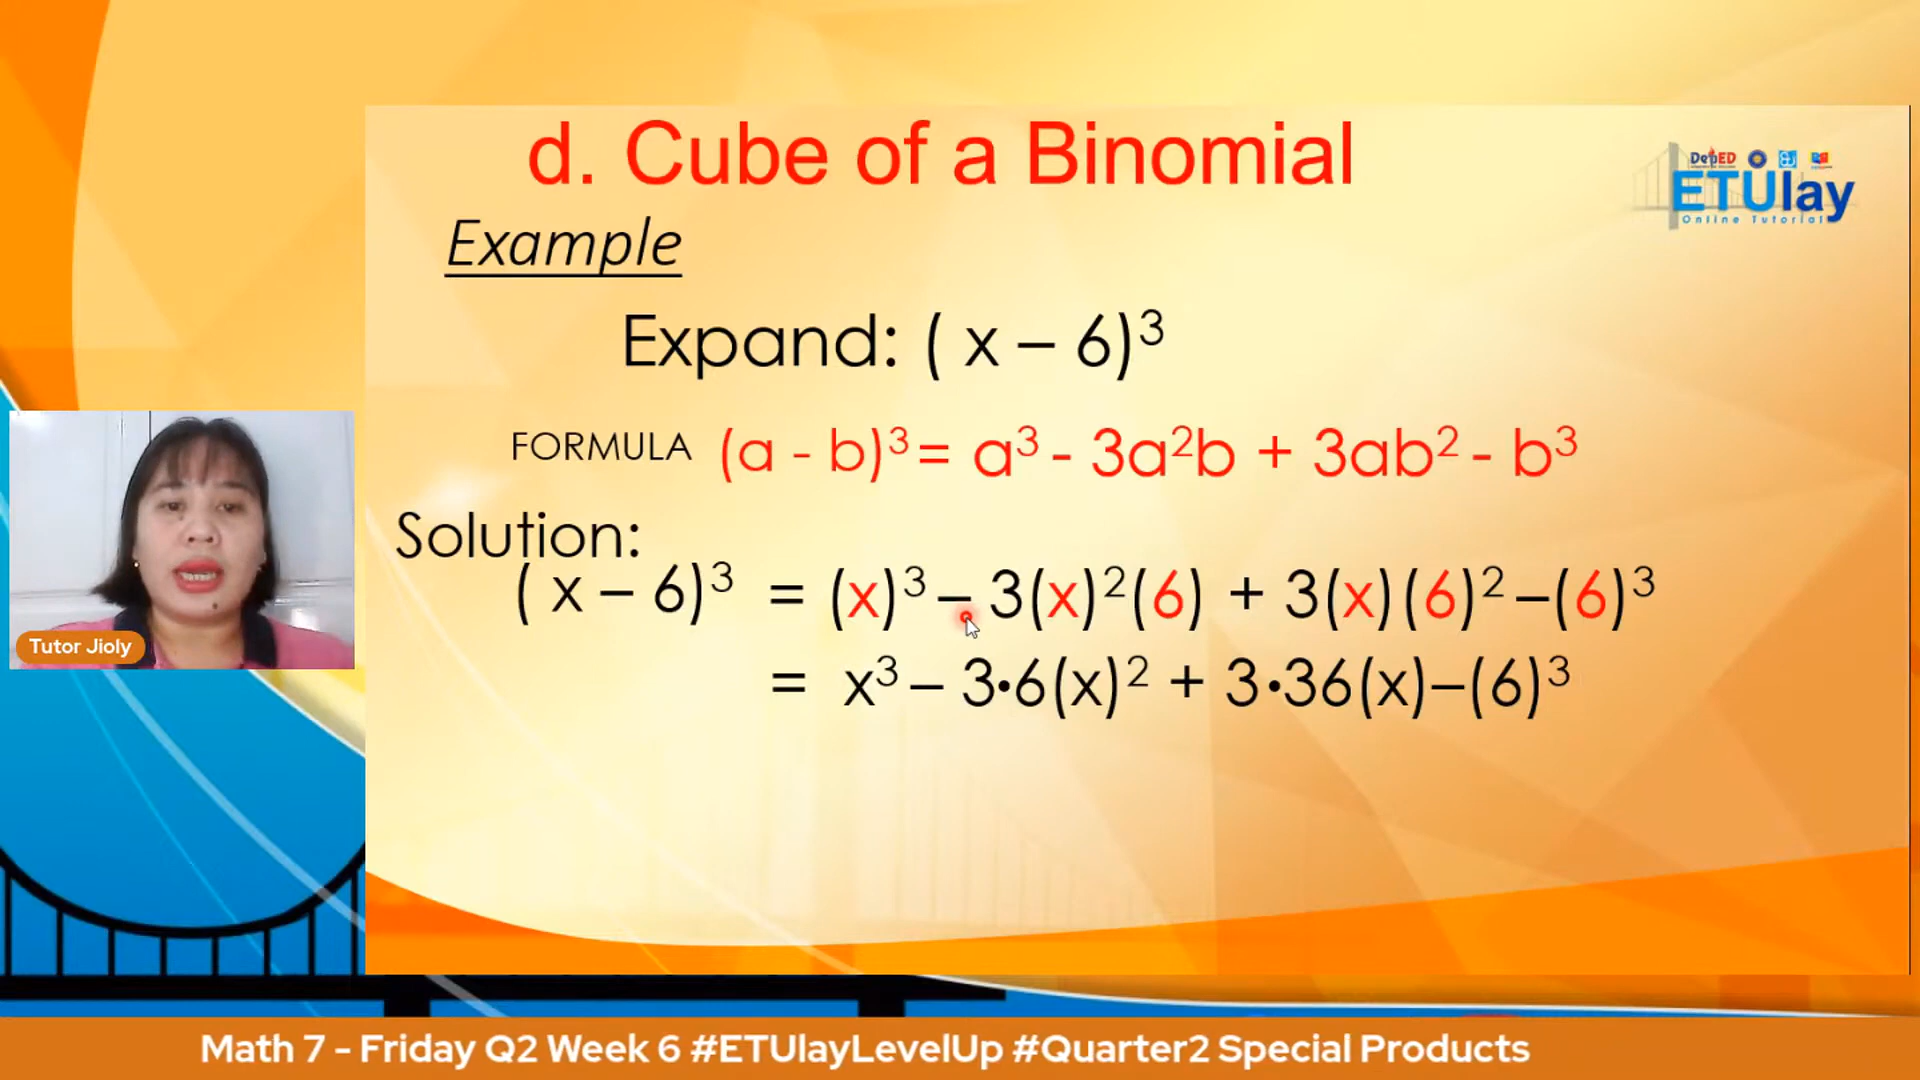 d. Cube of a Binomial
DepED
ETUlay
Online Tutorial
Example
Expand: ( x – 6)³
FORMULA (a - b)³ = a³ - 3a²b + 3ab² - b³
Solution:
( x – 6)³ = (x)³ – 3(x)²(6) + 3(x)(6)² –(6)³
= x³ – 3•6(x)² + 3•36(x)–(6)³
Tutor Jioly
Math 7 - Friday Q2 Week 6 #ETUlayLevelUp #Quarter2 Special Products